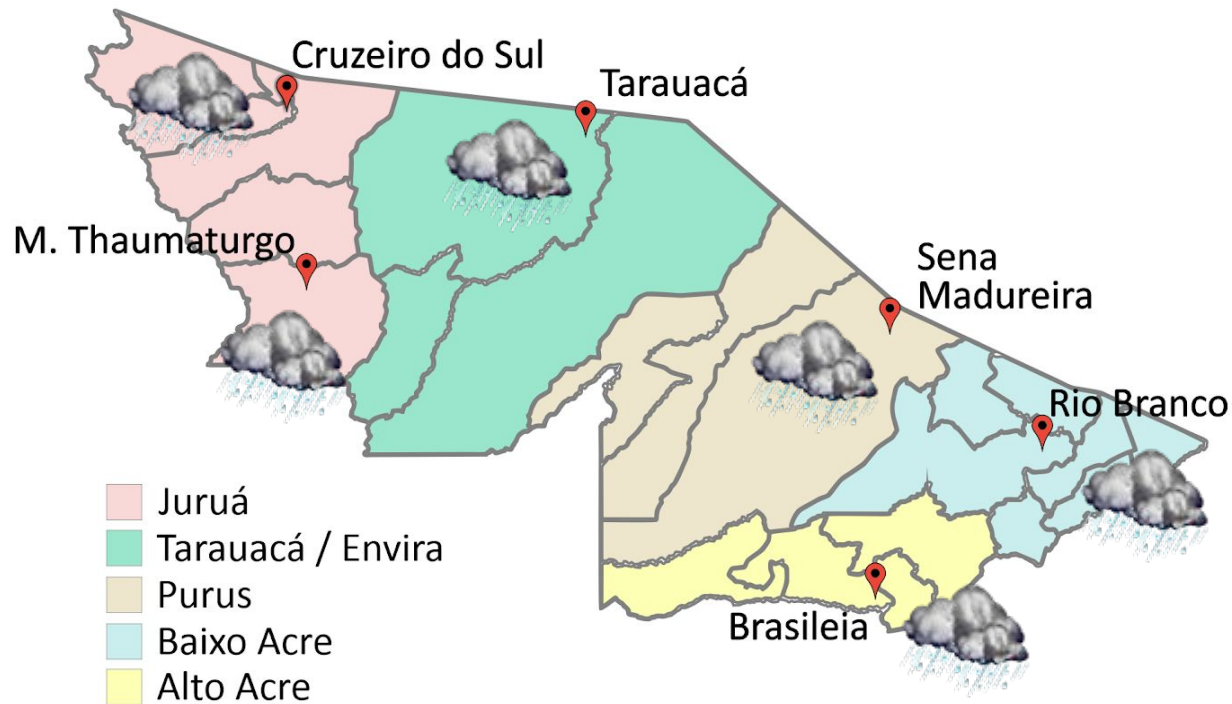 Cruzeiro do Sul
Tarauacá
M. Thaumaturgo
Sena
Madureira
Rio Branco
Brasileia
Juruá
Tarauacá / Envira
Purus
Baixo Acre
Alto Acre